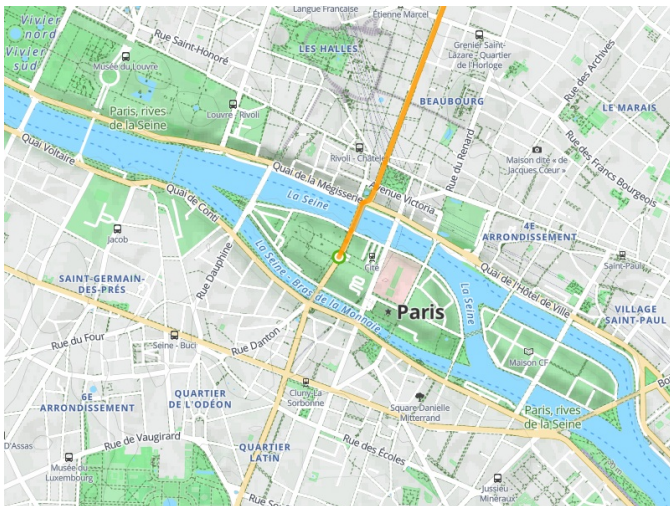 Langue Française
Étienne Marcel
Vivier
nord
Vivier
sud
Rue Saint-Honoré
Musée du Louvre
LES HALLES
Grenier Saint-
Lazare - Quartier
de l'Horloge
Rue des Archives
Paris, rives
de la Seine
Louvre - Rivoli
BEAUBOURG
LE MARAIS
Rue du Renard
Rivoli - Châtelet
Maison dite « de
Jacques Cœur »
Rue des Francs Bourgeois
Quai Voltaire
Quai de la Mégisserie
Avenue Victoria
Quai de Conti
La Seine
Jacob
Rue Dauphine
La Seine - Bras de la Monnaie
Cité
4E
ARRONDISSEMENT
Saint-Paul
SAINT-GERMAIN-
DES-PRÉS
La Seine
Quai de l'Hôtel de Ville
VILLAGE
SAINT-PAUL
Paris
Rue du Four
Seine - Buci
Rue Danton
Maison CF
6E
ARRONDISSEMENT
QUARTIER
DE L'ODÉON
Cluny-La
Sorbonne
Square Danielle
Mitterrand
Paris, rives
de la Seine
D'Assas
Rue de Vaugirard
QUARTIER
LATIN
Rue des Ecoles
Musée du
Luxembourg
Jussieu